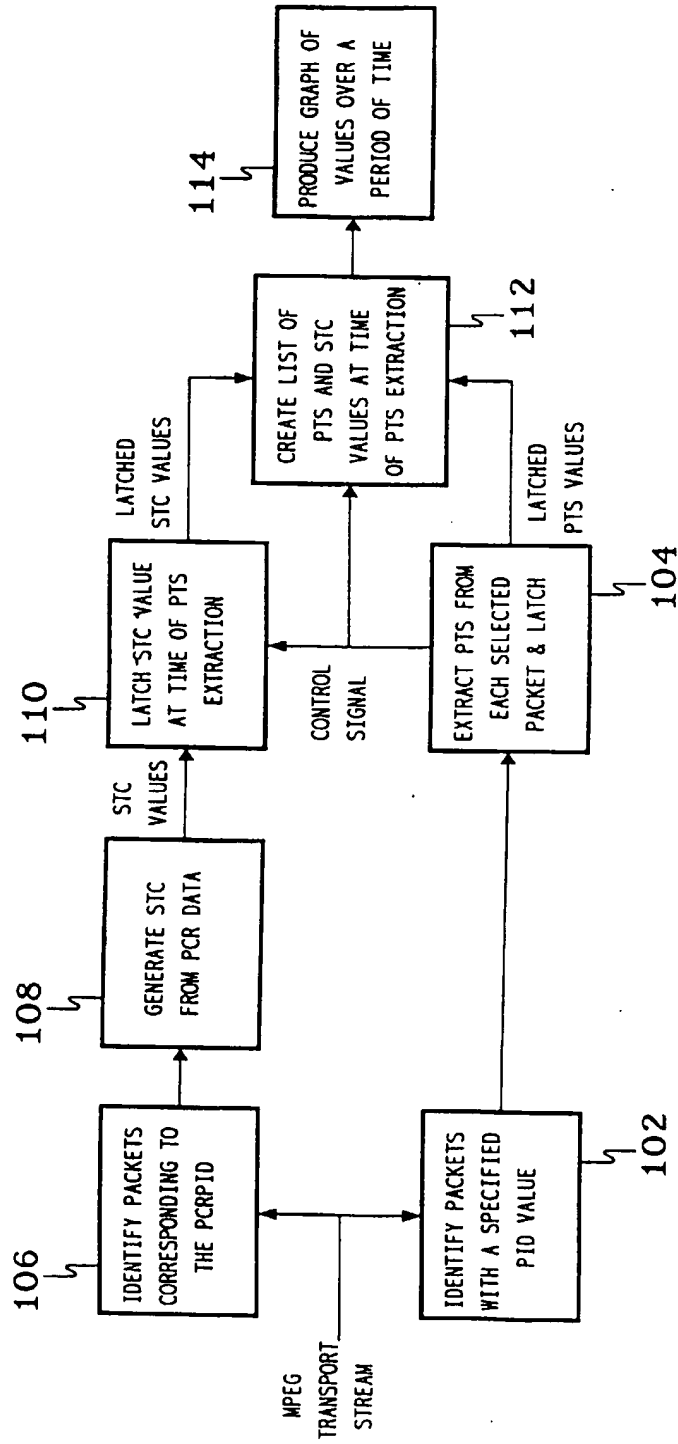 MPEG
TRANSPORT
STREAM
106
IDENTIFY PACKETS
CORRESPONDING TO
THE PCRPID
108
GENERATE STC
FROM PCR DATA
STC
VALUES
110
LATCH STC VALUE
AT TIME OF PTS
EXTRACTION
LATCHED
STC VALUES
CONTROL
SIGNAL
IDENTIFY PACKETS
WITH A SPECIFIED
PID VALUE
102
EXTRACT PTS FROM
EACH SELECTED
PACKET & LATCH
104
LATCHED
PTS VALUES
CREATE LIST OF
PTS AND STC
VALUES AT TIME
OF PTS EXTRACTION
112
114
PRODUCE GRAPH OF
VALUES OVER A
PERIOD OF TIME